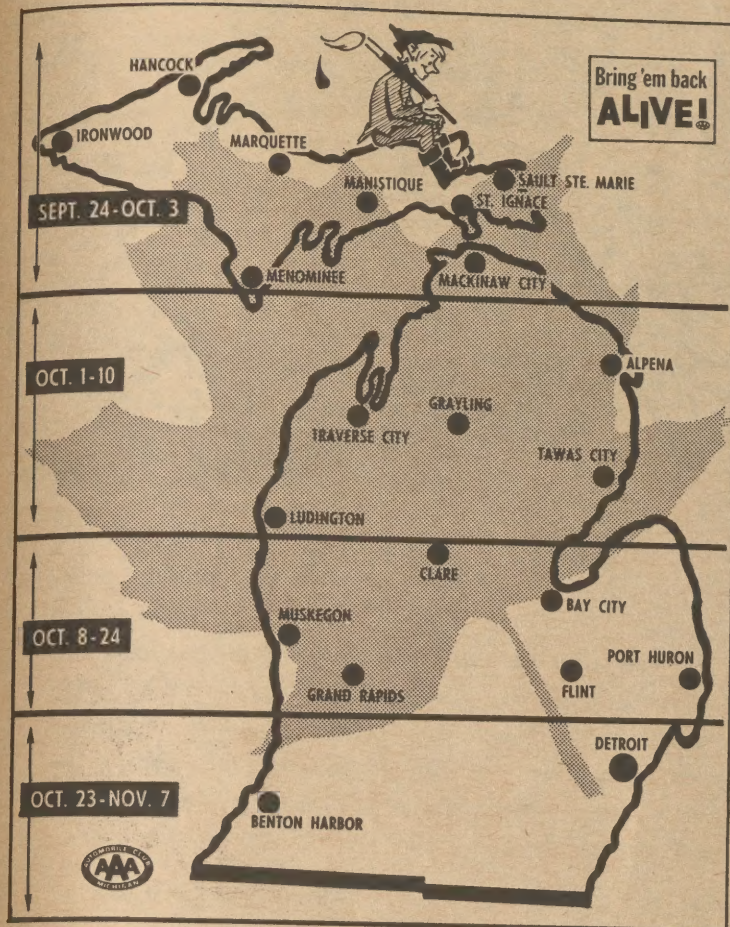 HANCOCK
Bring 'em back
ALIVE!
IRONWOOD
MARQUETTE
MANISTIQUE
SAULT STE. MARIE
ST. IGNACE
SEPT. 24-OCT. 3
MENOMINEE
MACKINAW CITY
OCT. 1-10
ALPENA
GRAYLING
TRAVERSE CITY
TAWAS CITY
LUDINGTON
CLARE
BAY CITY
MUSKEGON
OCT. 8-24
PORT HURON
FLINT
GRAND RAPIDS
DETROIT
OCT. 23-NOV. 7
BENTON HARBOR
AUTOMOBILE CLUB
AAA
MICHIGAN